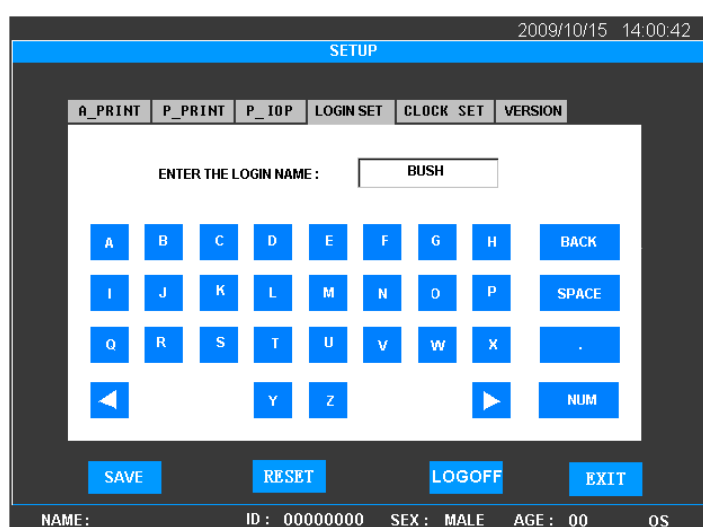 2009/10/15 14:00:42
SETUP
A_PRINT P_PRINT P_IOP LOGIN SET CLOCK SET VERSION
ENTER THE LOGIN NAME : BUSH
A B C D E F G H BACK
I J K L M N O P SPACE
Q R S T U V W X .
Y Z NUM
SAVE RESET LOGOFF EXIT
NAME : ID : 00000000 SEX : MALE AGE : 00 OS